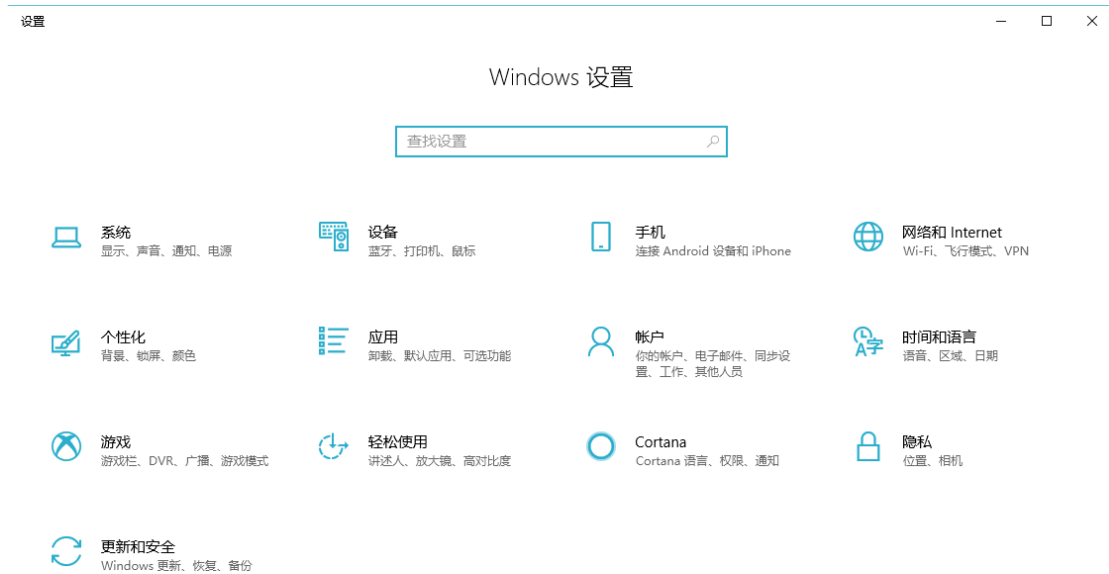 设置
Windows 设置
查找设置
系统
显示、声音、通知、电源
设备
蓝牙、打印机、鼠标
手机
连接 Android 设备和 iPhone
网络和 Internet
Wi-Fi、飞行模式、VPN
个性化
背景、锁屏、颜色
应用
卸载、默认应用、可选功能
帐户
你的帐户、电子邮件、同步设
置、工作、其他人员
时间和语言
语音、区域、日期
游戏
游戏栏、DVR、广播、游戏模式
轻松使用
讲述人、放大镜、高对比度
Cortana
Cortana 语言、权限、通知
隐私
位置、相机
更新和安全
Windows 更新、恢复、备份